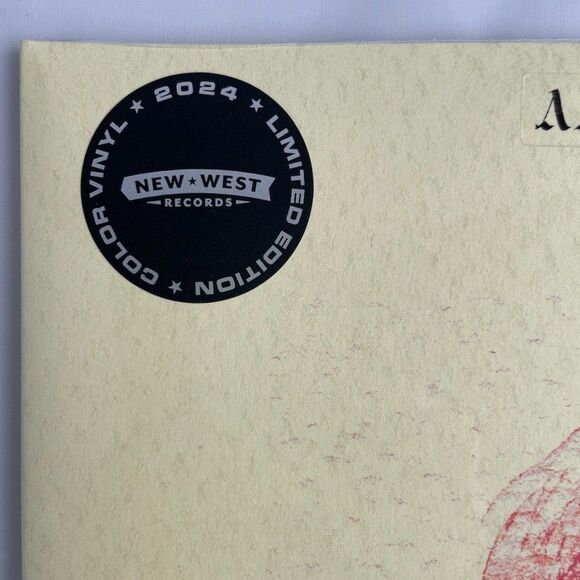 ★ 2024 ★ LIMITED EDITION ★ COLOR VINYL
NEW★WEST
RECORDS